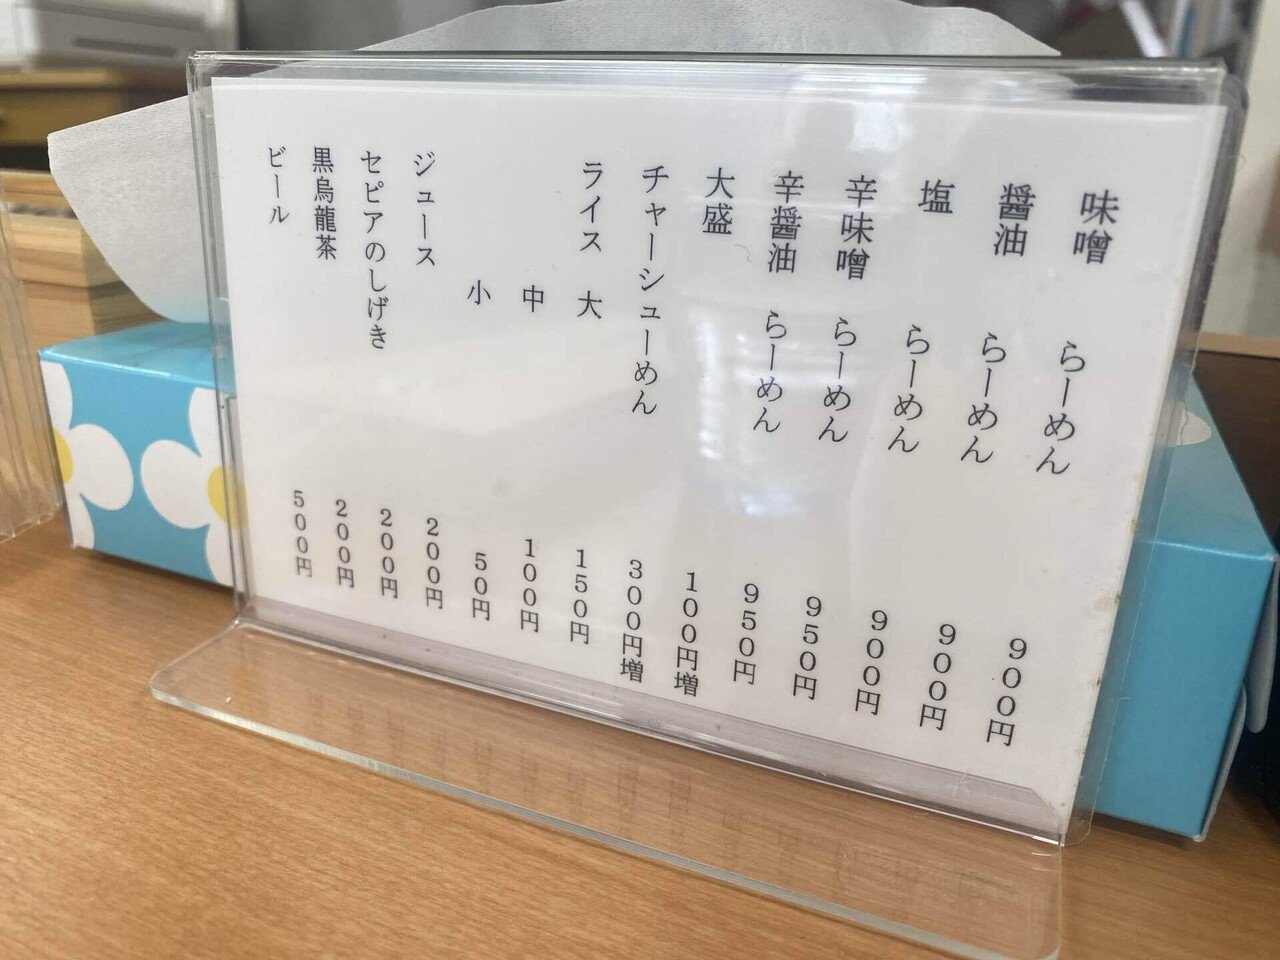 味噌 らーめん 900円
醤油 らーめん 900円
塩 らーめん 900円
辛味噌 らーめん 950円
辛醤油 らーめん 950円
大盛 100円増
チャーシューめん 300円増
ライス 大 150円
中 100円
小 50円
ジュース 200円
セピアのしげき 200円
黒烏龍茶 200円
ビール 500円